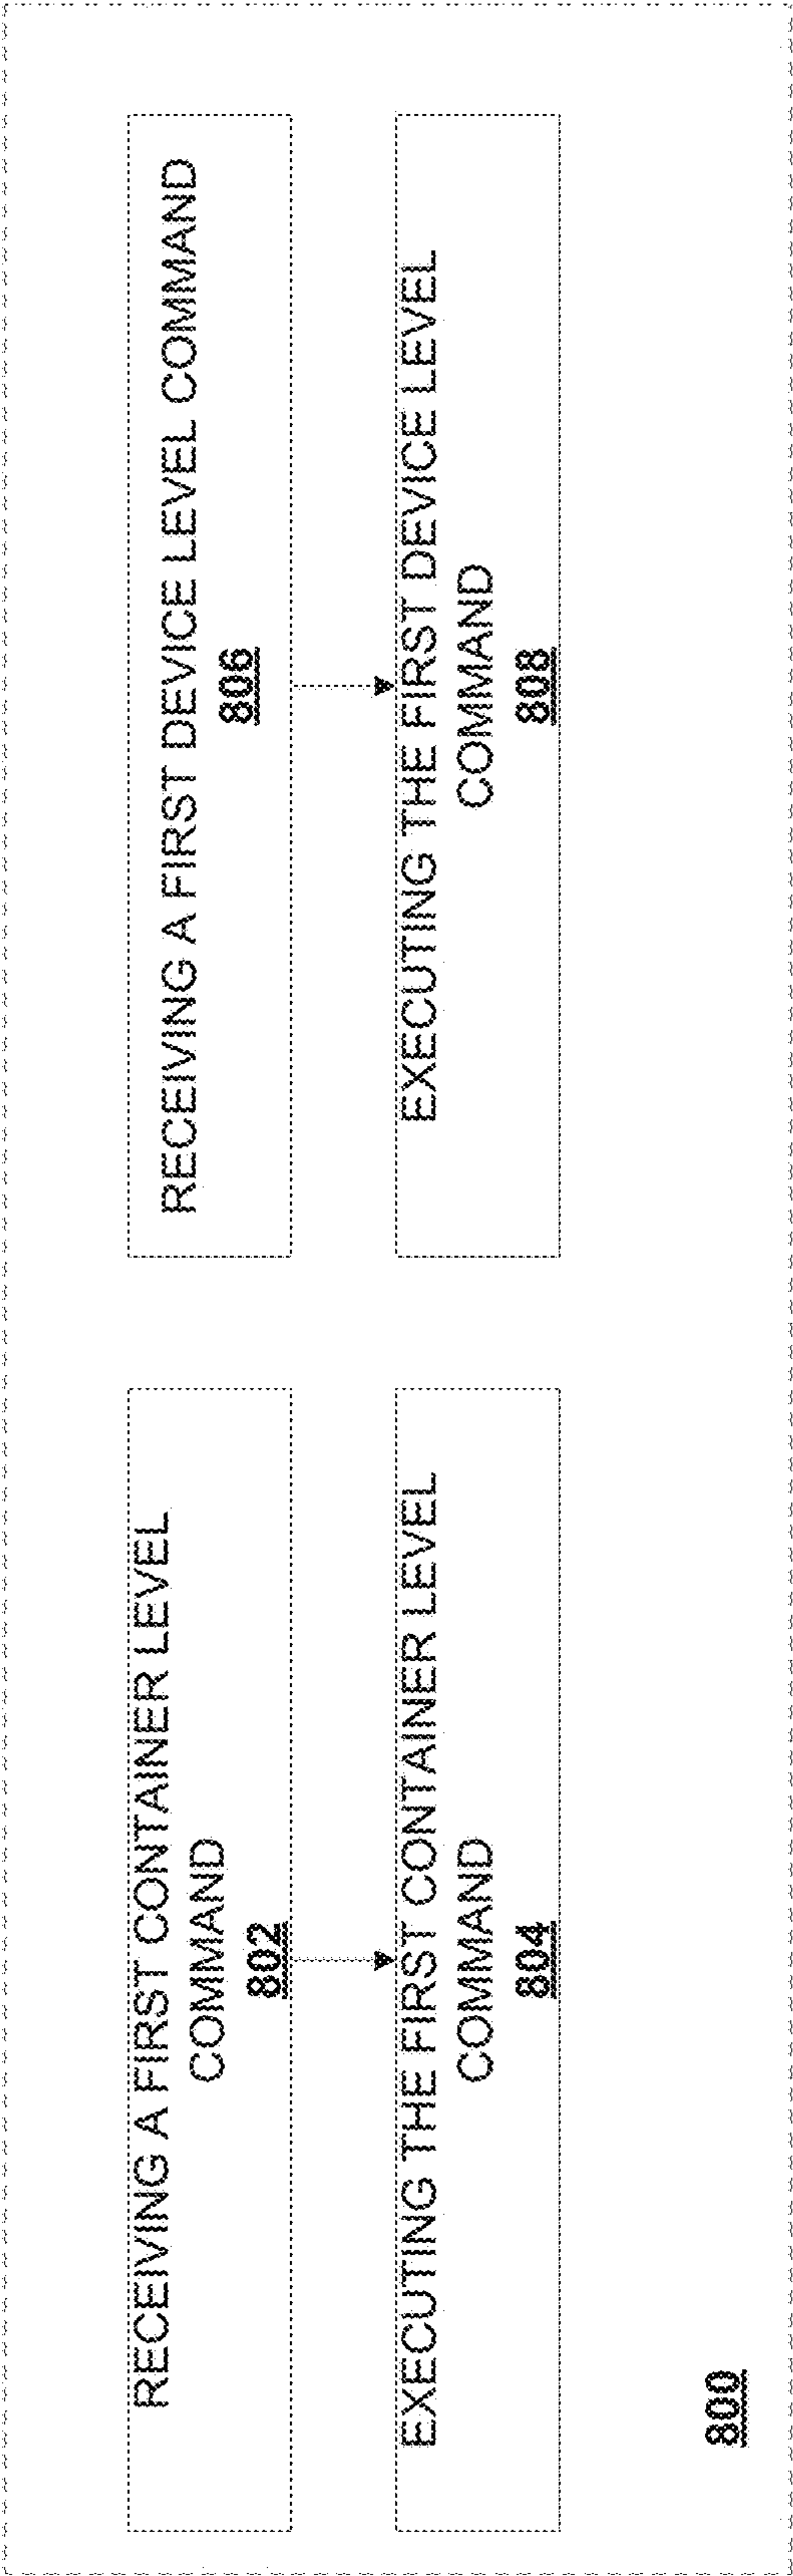 RECEIVING A FIRST CONTAINER LEVEL
COMMAND
802
EXECUTING THE FIRST CONTAINER LEVEL
COMMAND
804
RECEIVING A FIRST DEVICE LEVEL COMMAND
806
EXECUTING THE FIRST DEVICE LEVEL
COMMAND
808
800